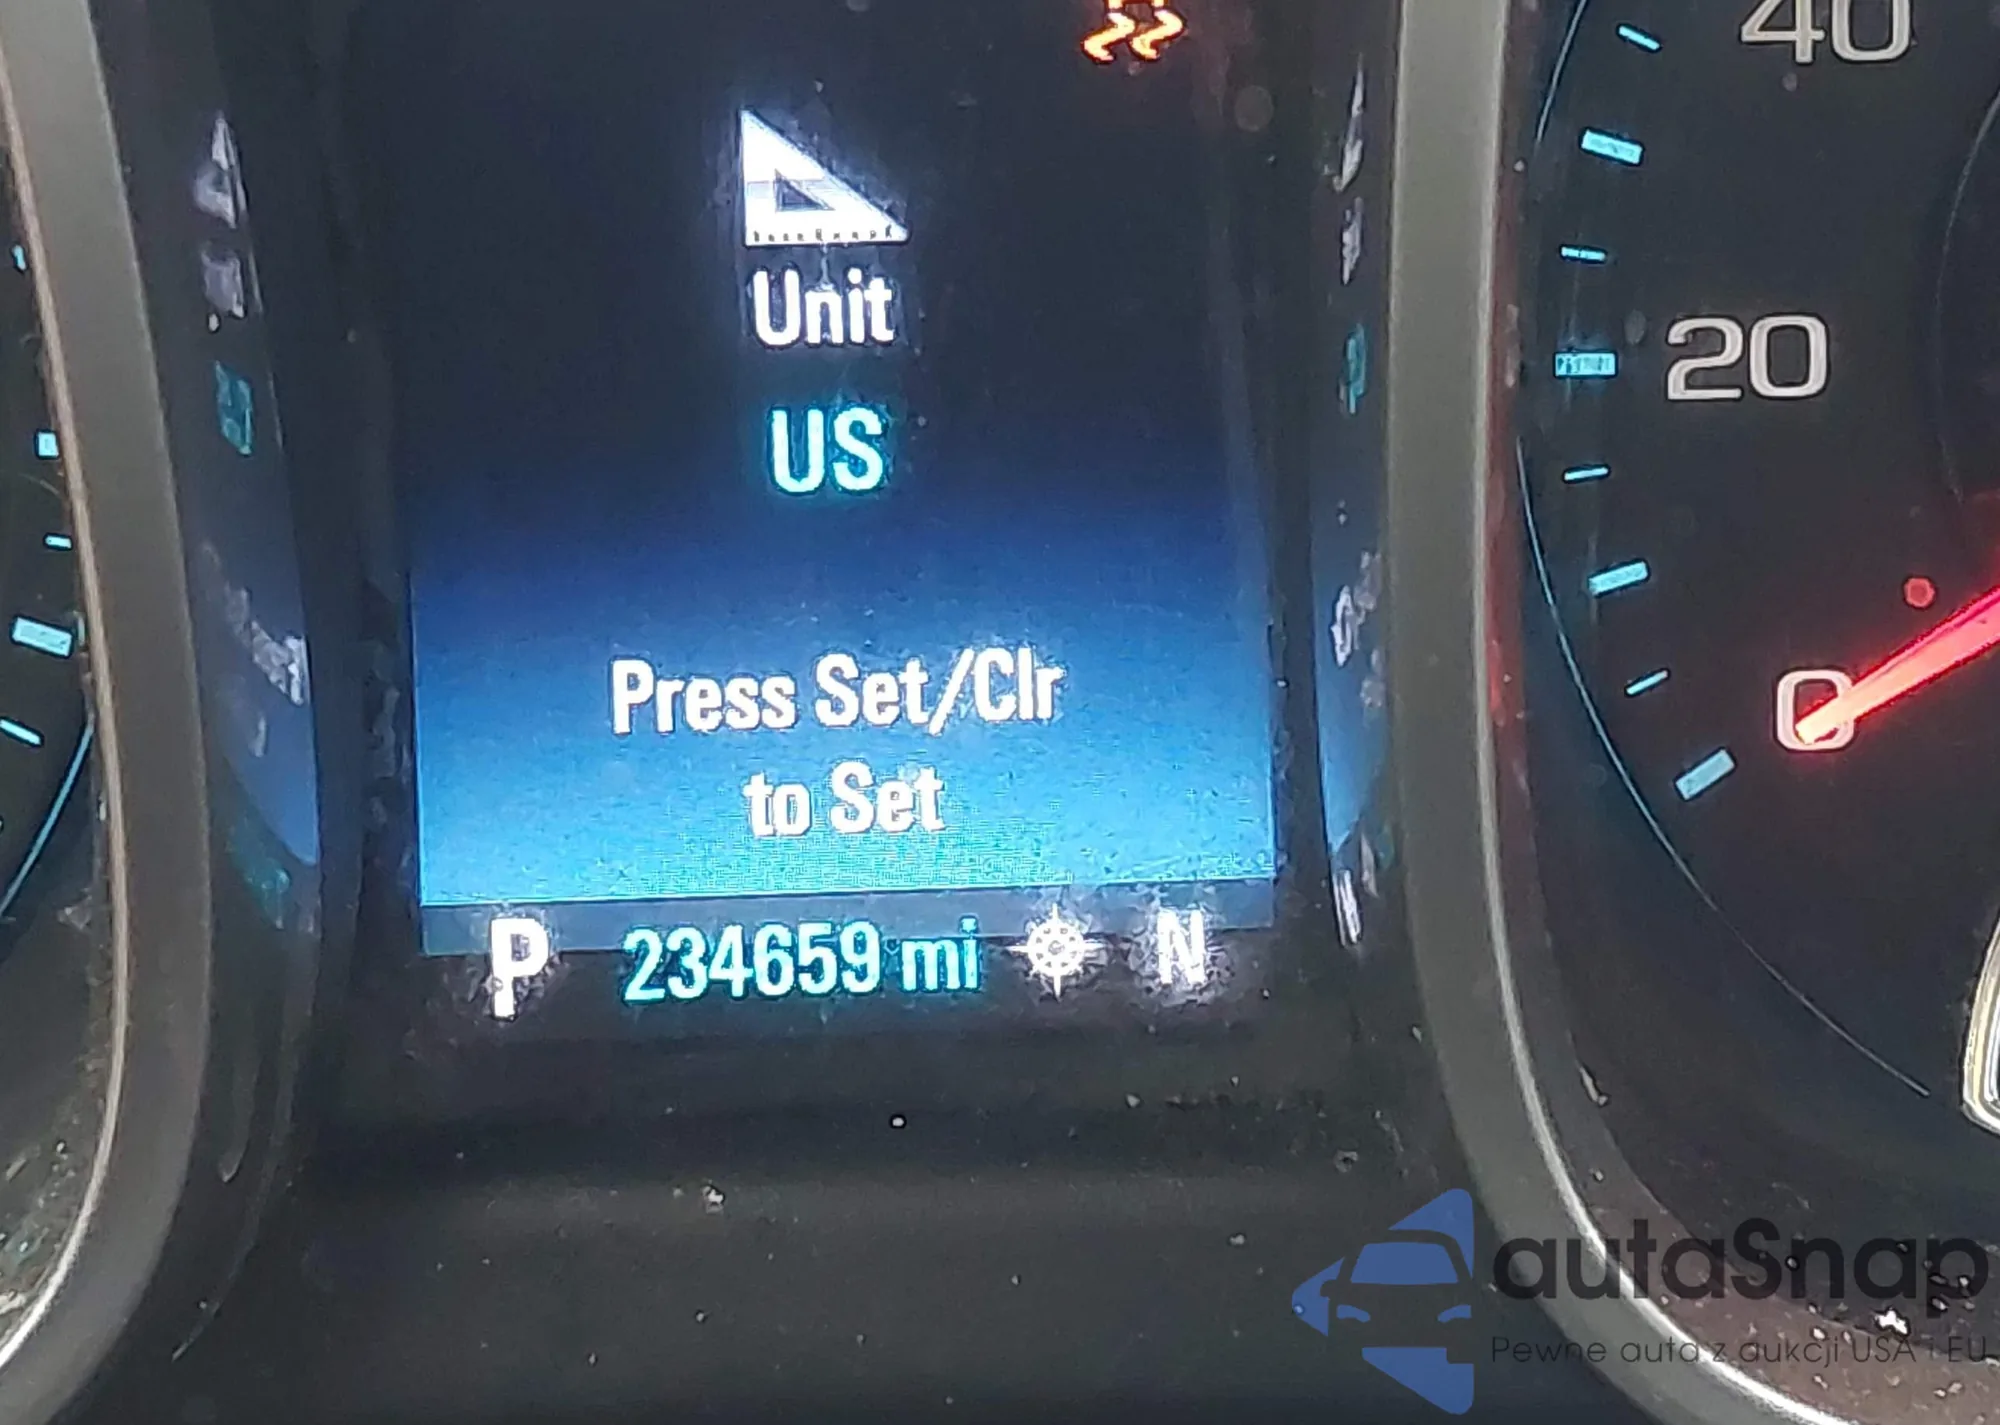 40
Unit
20
US
Press Set/Clr
0
to Set
P 234659 mi N
autaSnap
Pewne auta z aukcji USA i EU